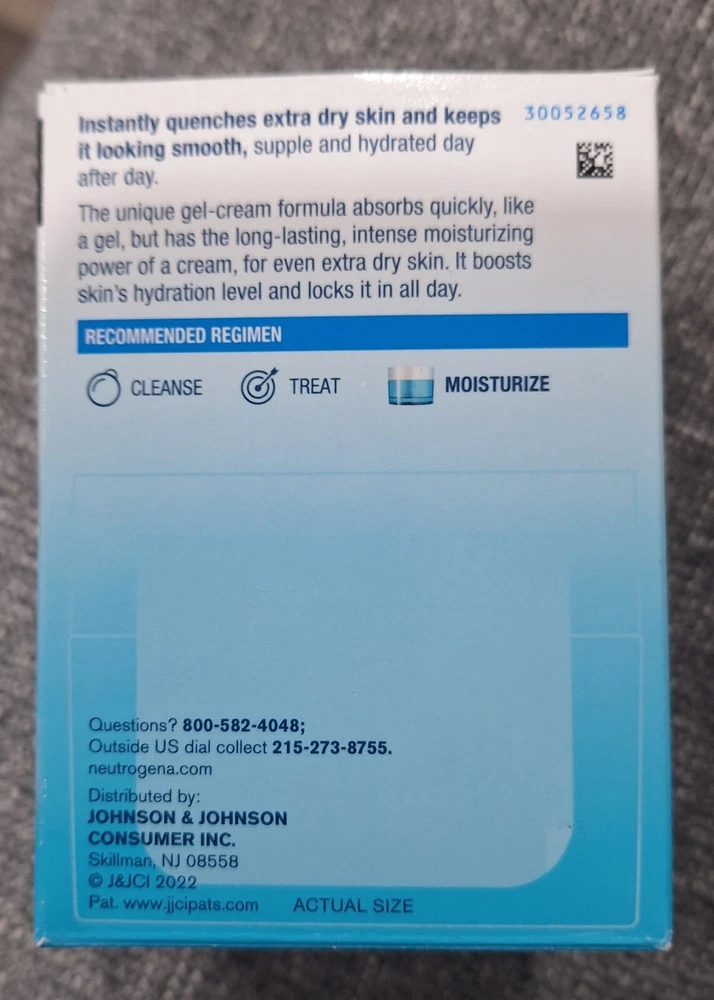 Instantly quenches extra dry skin and keeps
it looking smooth, supple and hydrated day
after day.
30052658
The unique gel-cream formula absorbs quickly, like
a gel, but has the long-lasting, intense moisturizing
power of a cream, for even extra dry skin. It boosts
skin's hydration level and locks it in all day.
RECOMMENDED REGIMEN
CLEANSE TREAT MOISTURIZE
Questions? 800-582-4048;
Outside US dial collect 215-273-8755.
neutrogena.com
Distributed by:
JOHNSON & JOHNSON
CONSUMER INC.
Skillman, NJ 08558
© J&JCI 2022
Pat. www.jjcipats.com ACTUAL SIZE